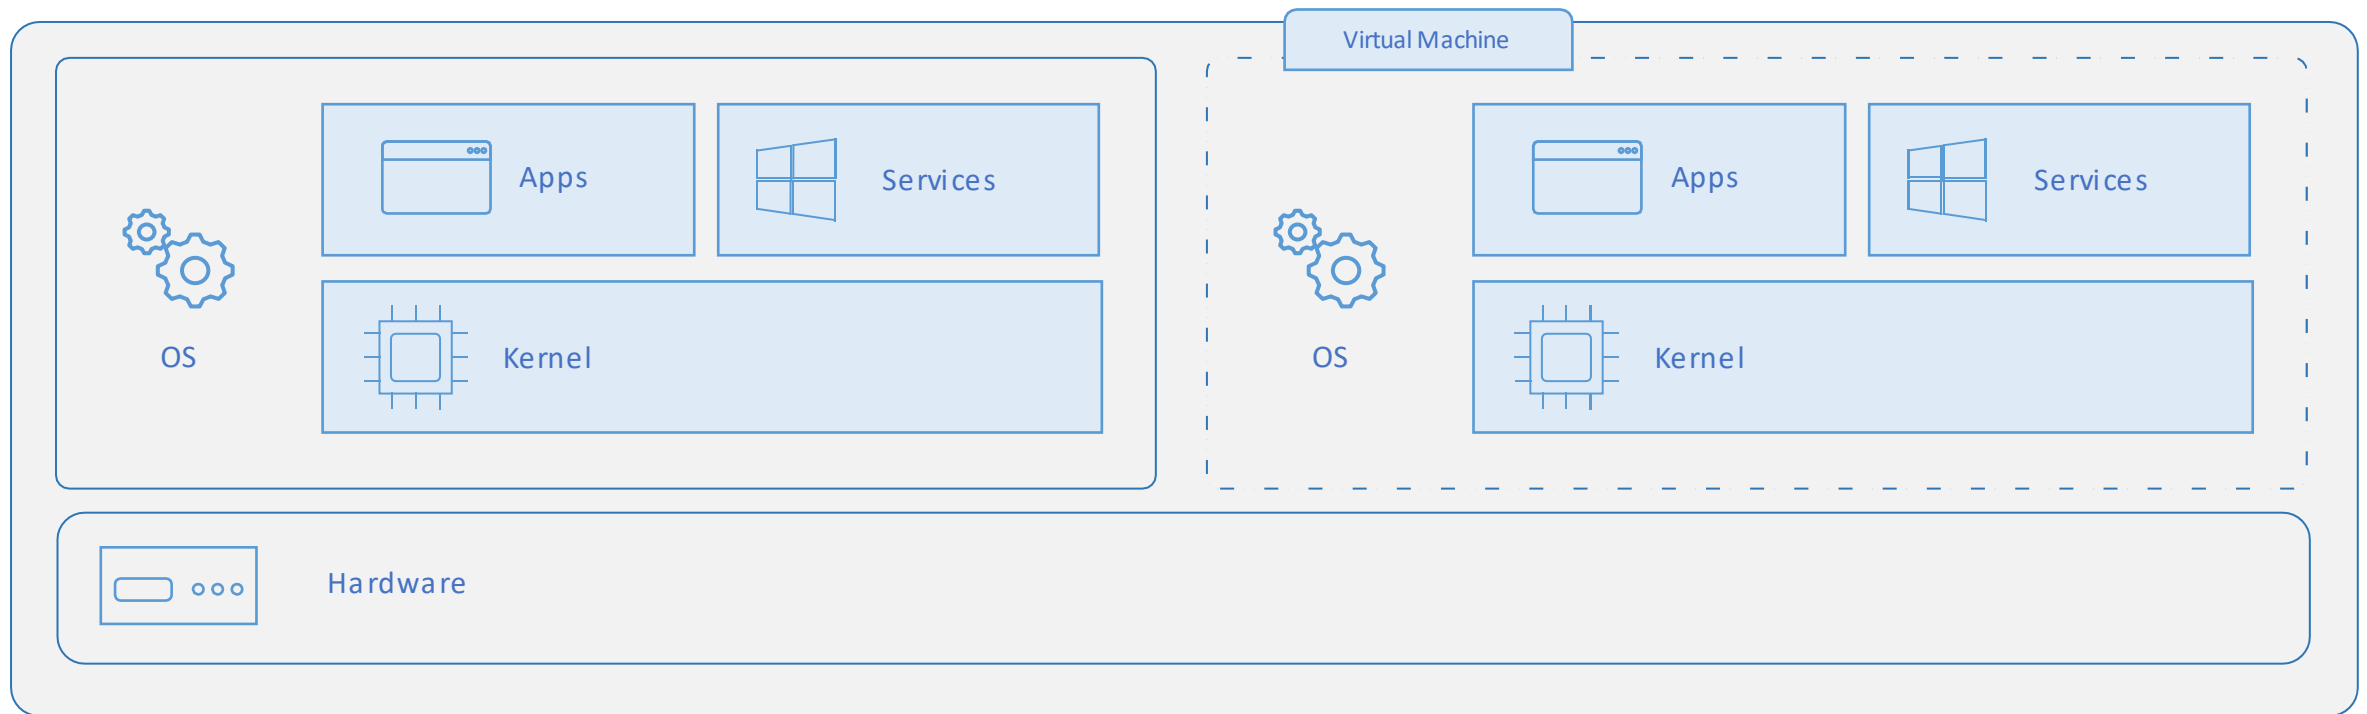 Virtual Machine
Apps
Services
OS
Kernel
Apps
Services
OS
Kernel
Hardware